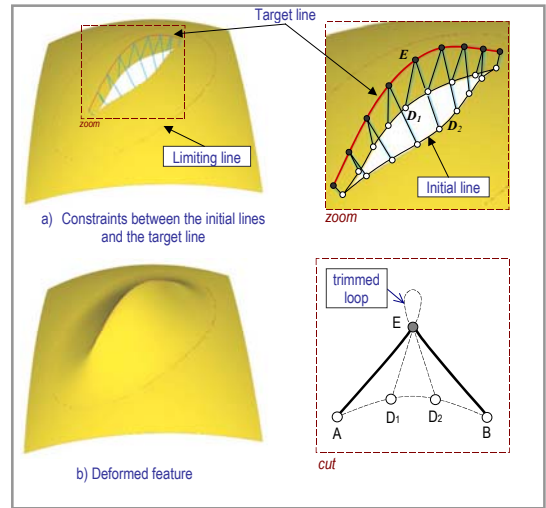 Target line
zoom
Limiting line
a) Constraints between the initial lines
and the target line
E
D1
D2
Initial line
zoom
b) Deformed feature
trimmed
loop
E
A
D1
D2
B
cut